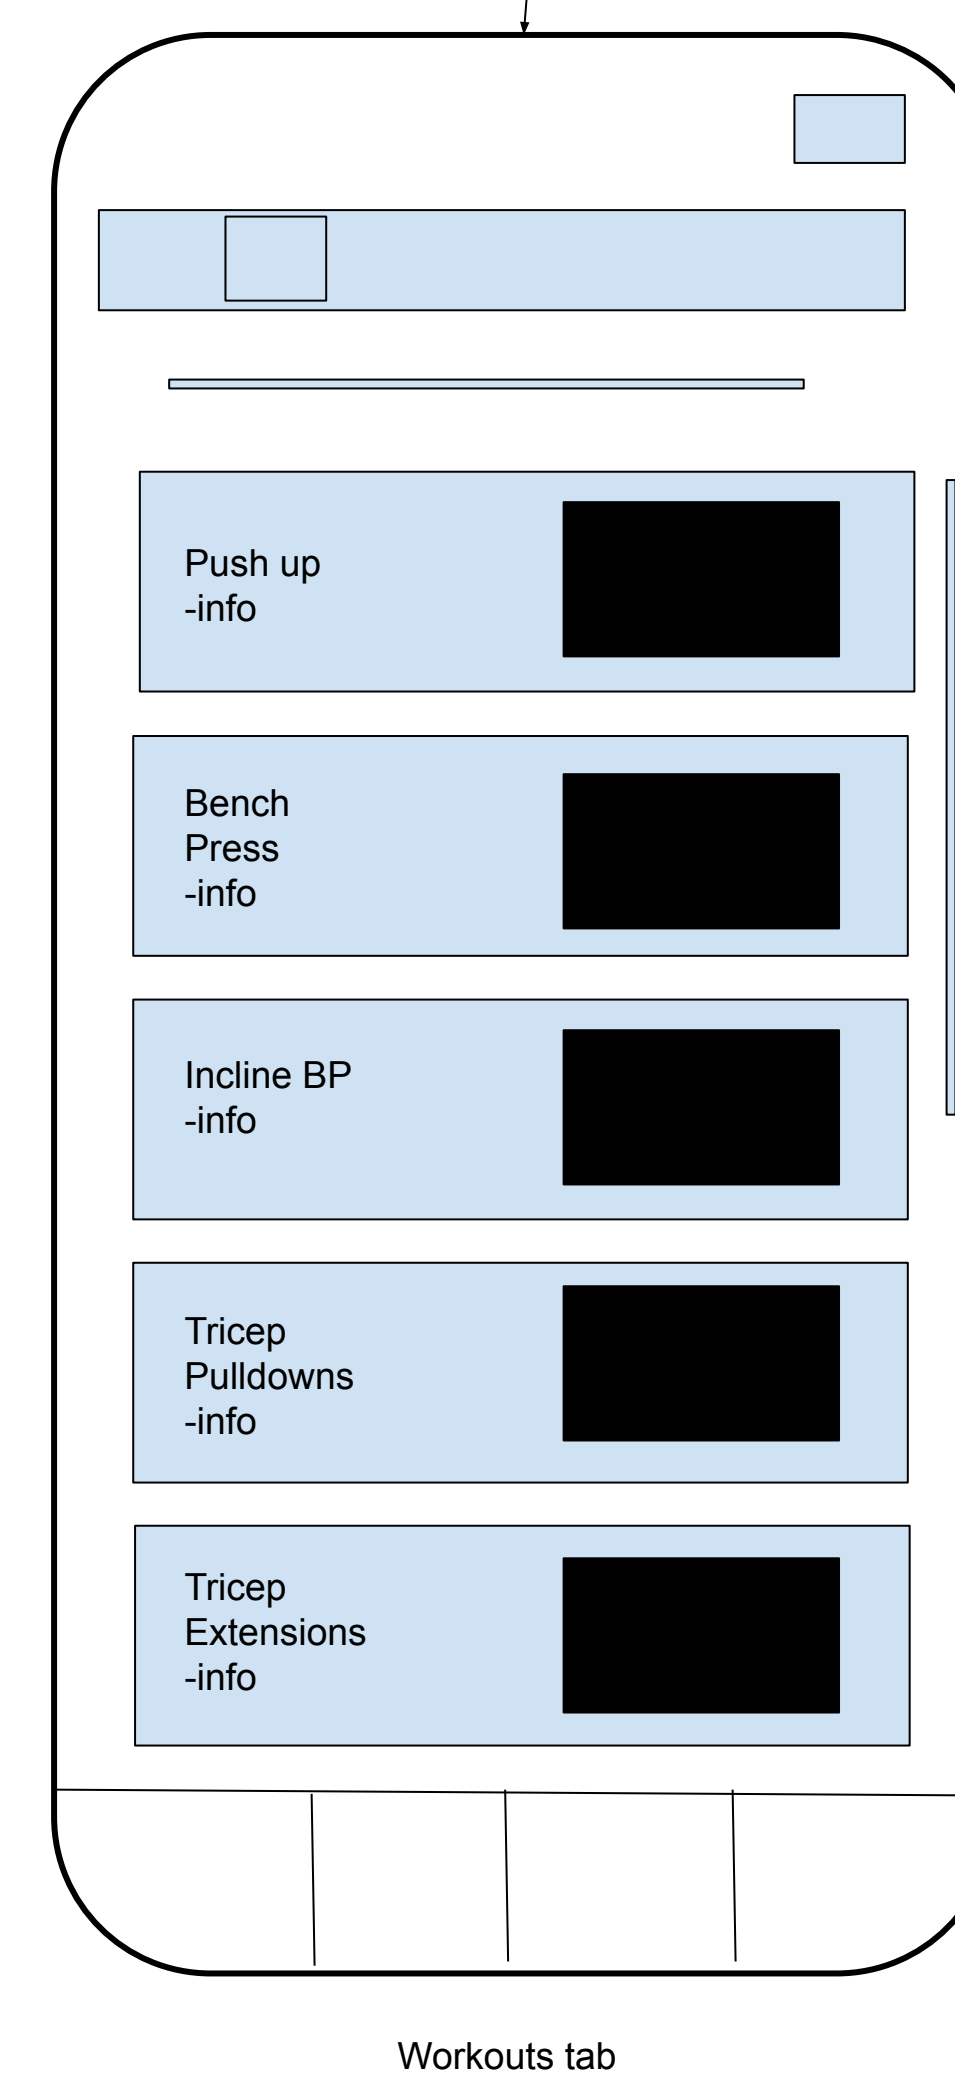 Push up
-info
Bench
Press
-info
Incline BP
-info
Tricep
Pulldowns
-info
Tricep
Extensions
-info
Workouts tab